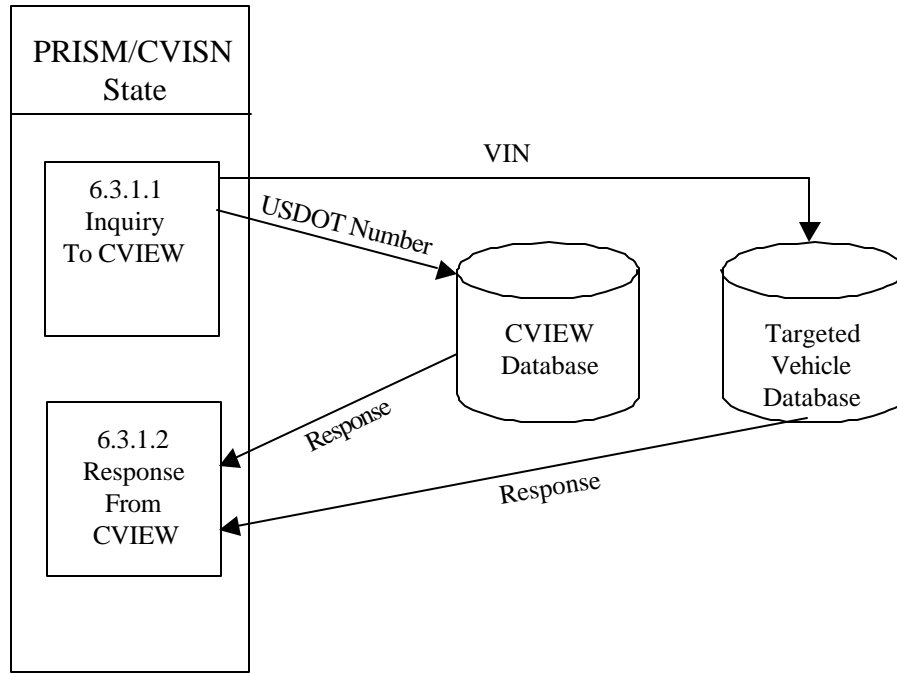 PRISM/CVISN
State
VIN
6.3.1.1
Inquiry
To CVIEW
USDOT Number
CVIEW
Database
Targeted
Vehicle
Database
Response
6.3.1.2
Response
From
CVIEW
Response